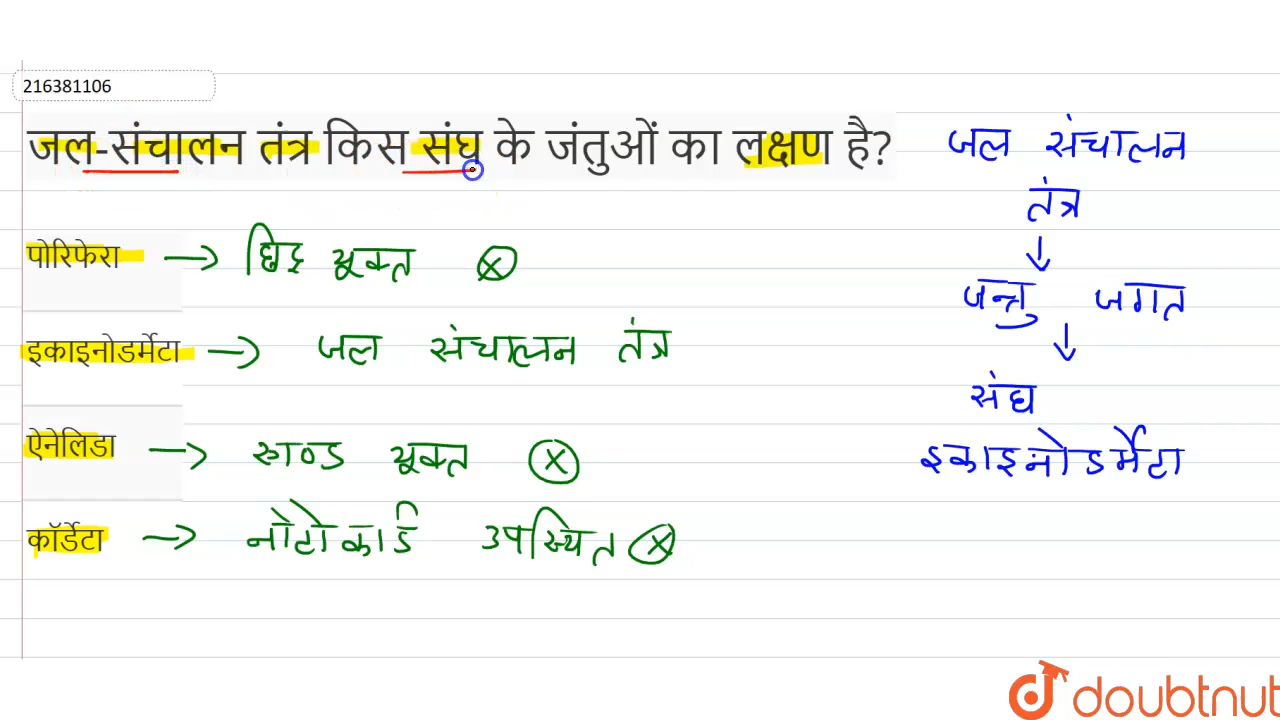 216381106
जल-संचालन तंत्र किस संघ के जंतुओं का लक्षण है?
जल संचालन
तंत्र
पोरिफेरा → छिद्र युक्त
जन्तु जगत
इकाइनोडर्मेटा → जल संचालन तंत्र
संघ
ऐनेलिडा → खण्ड युक्त
इकाइनोडर्मेटा
कॉर्डेटा → नोटोकार्ड उपस्थित
doubtnut